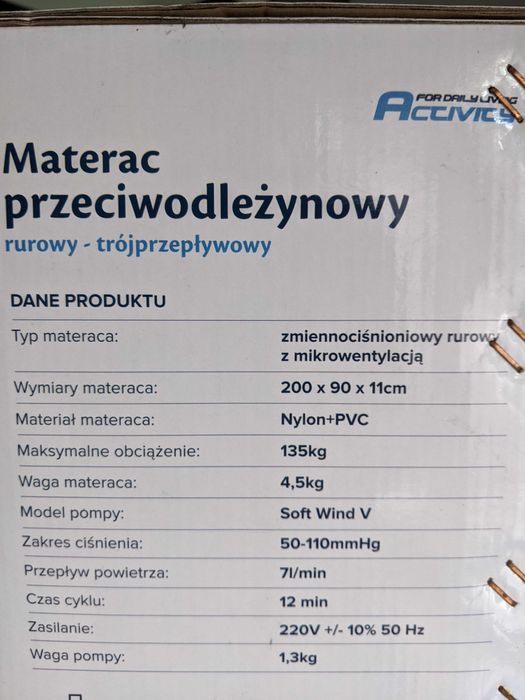 FOR DAILY LIVING
ACTIVITY
Materac
przeciwodleżynowy
rurowy - trójprzepływowy
DANE PRODUKTU
Typ materaca: zmiennociśnioniowy rurowy
z mikrowentylacją
Wymiary materaca: 200 x 90 x 11cm
Materiał materaca: Nylon+PVC
Maksymalne obciążenie: 135kg
Waga materaca: 4,5kg
Model pompy: Soft Wind V
Zakres ciśnienia: 50-110mmHg
Przepływ powietrza: 7l/min
Czas cyklu: 12 min
Zasilanie: 220V +/- 10% 50 Hz
Waga pompy: 1,3kg